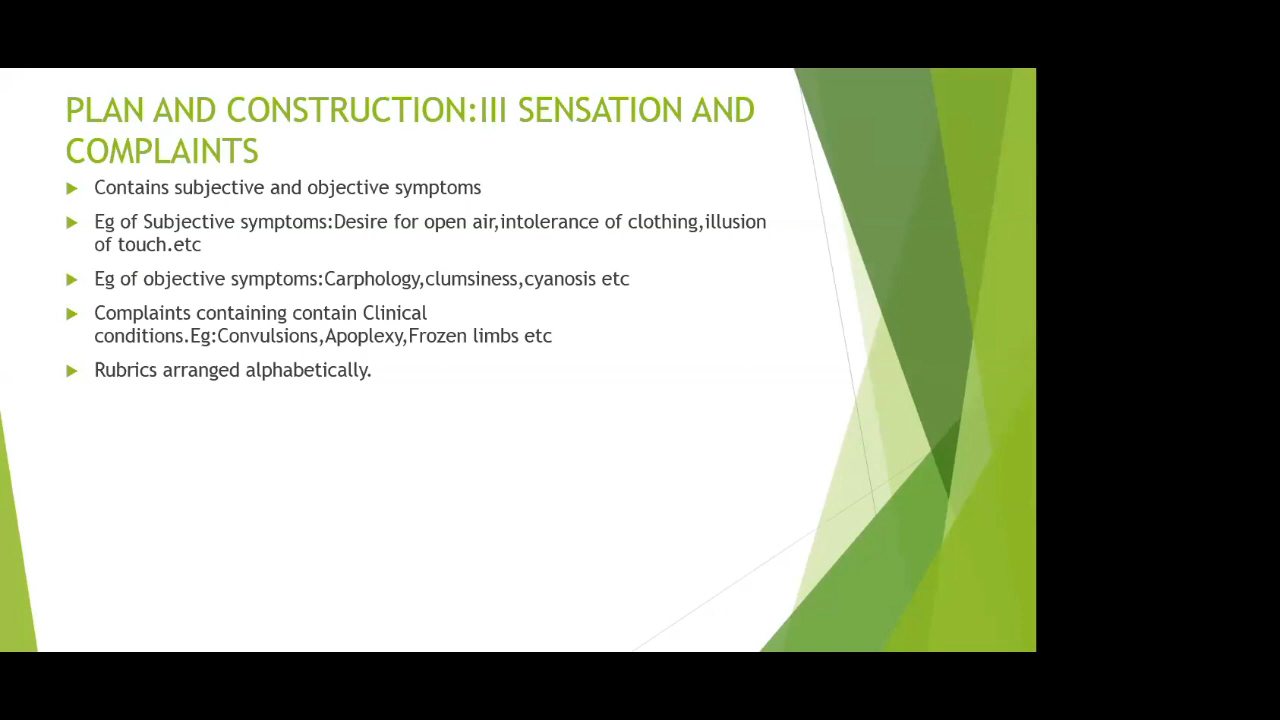 PLAN AND CONSTRUCTION:III SENSATION AND
COMPLAINTS
Contains subjective and objective symptoms
Eg of Subjective symptoms:Desire for open air,intolerance of clothing,illusion
of touch.etc
Eg of objective symptoms:Carphology,clumsiness,cyanosis etc
Complaints containing contain Clinical
conditions.Eg:Convulsions,Apoplexy,Frozen limbs etc
Rubrics arranged alphabetically.